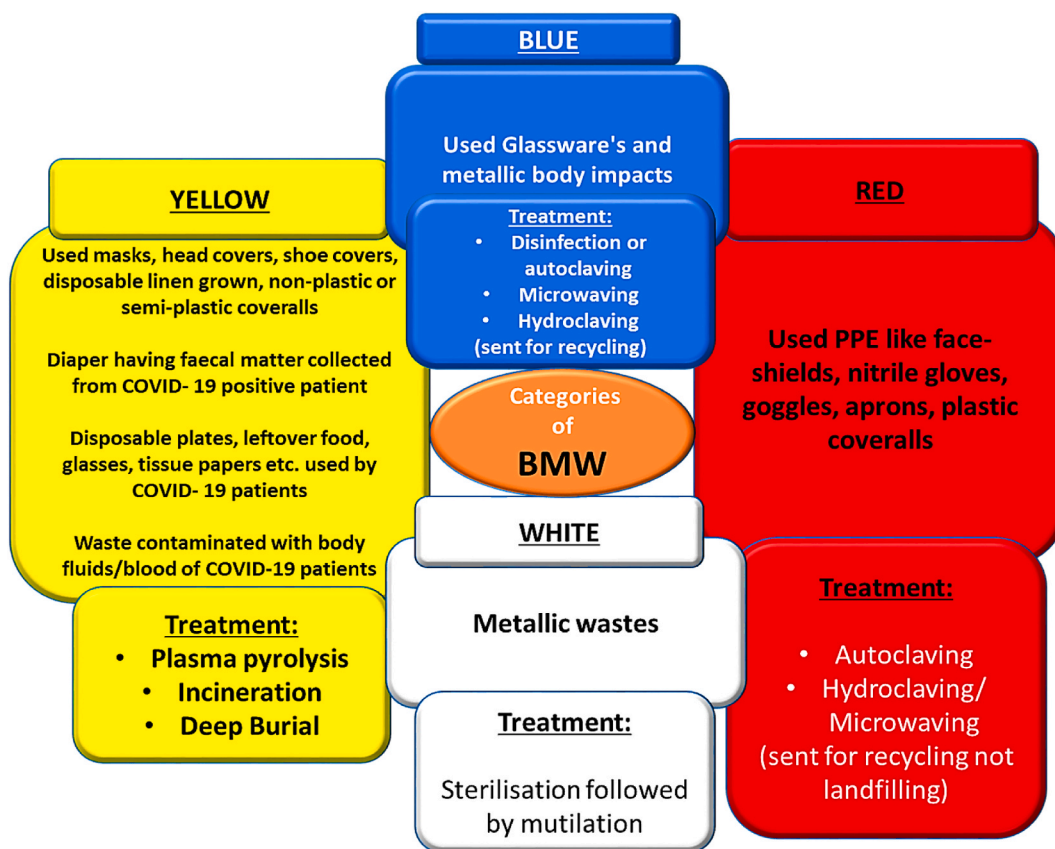 BLUE
Used Glassware's and
metallic body impacts
Treatment:
• Disinfection or
autoclaving
• Microwaving
• Hydroclaving
(sent for recycling)
YELLOW
Used masks, head covers, shoe covers,
disposable linen grown, non-plastic or
semi-plastic coveralls
Diaper having faecal matter collected
from COVID- 19 positive patient
Disposable plates, leftover food,
glasses, tissue papers etc. used by
COVID- 19 patients
Waste contaminated with body
fluids/blood of COVID-19 patients
Treatment:
• Plasma pyrolysis
• Incineration
• Deep Burial
Categories
of
BMW
WHITE
Metallic wastes
Treatment:
Sterilisation followed
by mutilation
RED
Used PPE like face-
shields, nitrile gloves,
goggles, aprons, plastic
coveralls
Treatment:
• Autoclaving
• Hydroclaving/
Microwaving
(sent for recycling not
landfilling)